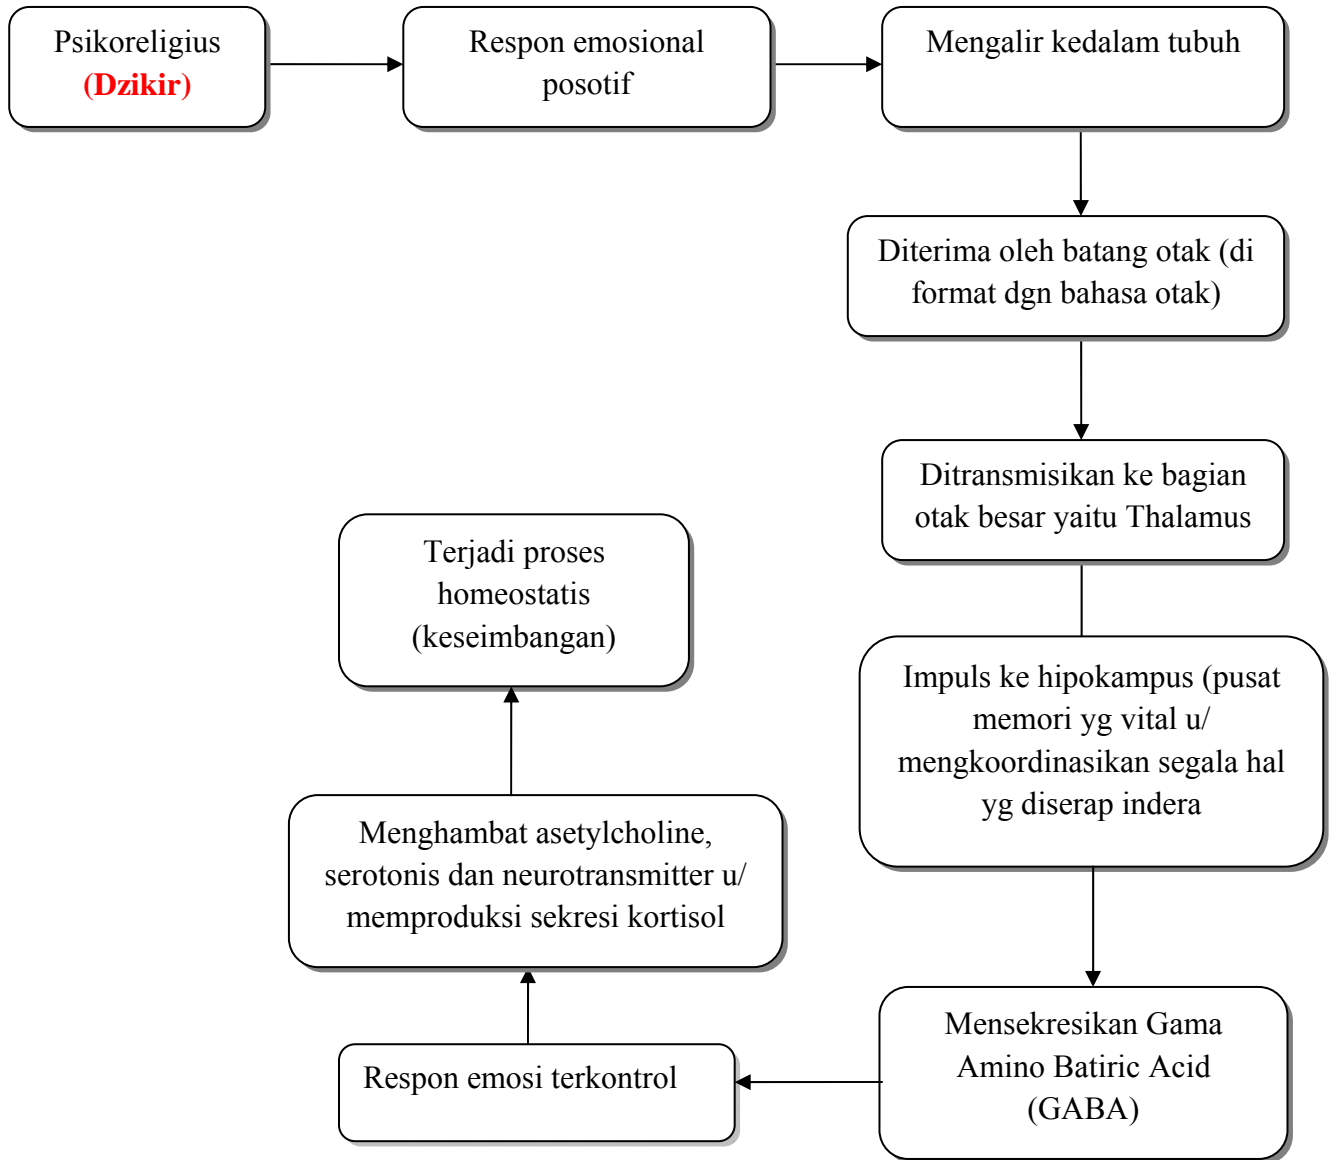 Psikoreligius
(Dzikir)
Respon emosional
posotif
Mengalir kedalam tubuh
Diterima oleh batang otak (di
format dgn bahasa otak)
Ditransmisikan ke bagian
otak besar yaitu Thalamus
Impuls ke hipokampus (pusat
memori yg vital u/
mengkoordinasikan segala hal
yg diserap indera
Mensekresikan Gama
Amino Batiric Acid
(GABA)
Respon emosi terkontrol
Menghambat asetylcholine,
serotonis dan neurotransmitter u/
memproduksi sekresi kortisol
Terjadi proses
homeostatis
(keseimbangan)